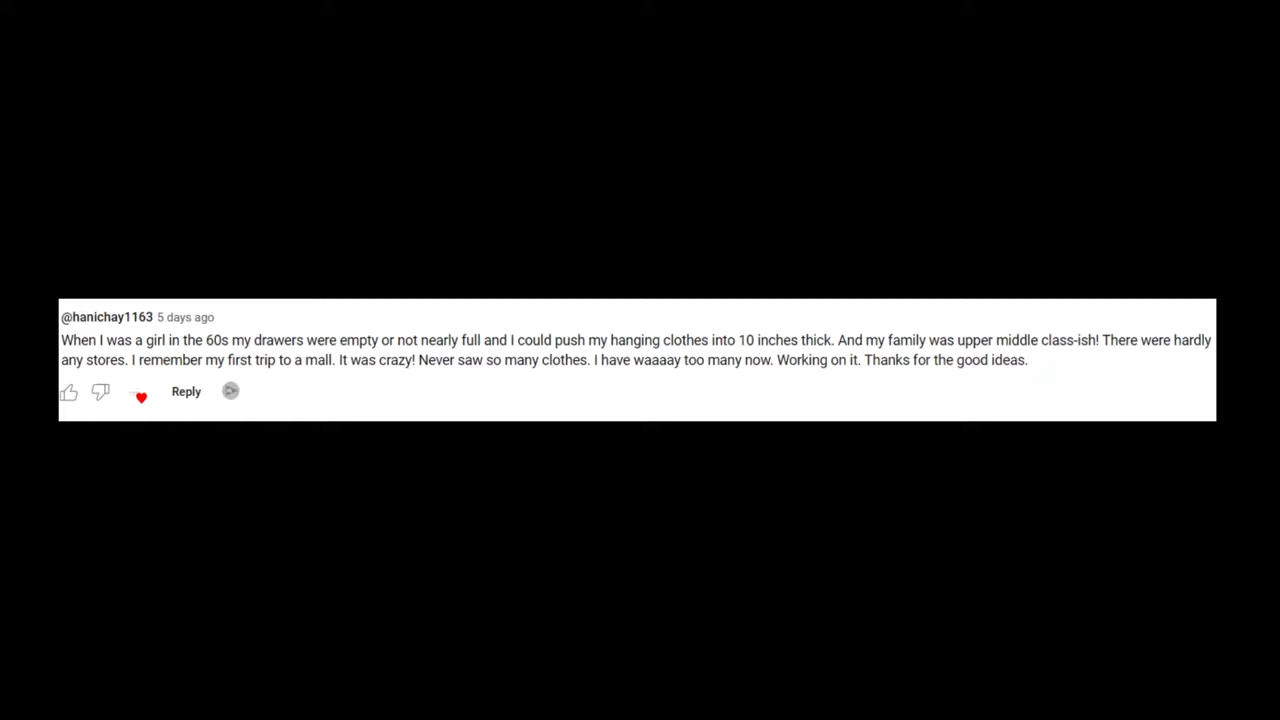 @hanichay1163 5 days ago
When I was a girl in the 60s my drawers were empty or not nearly full and I could push my hanging clothes into 10 inches thick. And my family was upper middle class-ish! There were hardly
any stores. I remember my first trip to a mall. It was crazy! Never saw so many clothes. I have waaaay too many now. Working on it. Thanks for the good ideas.
Reply